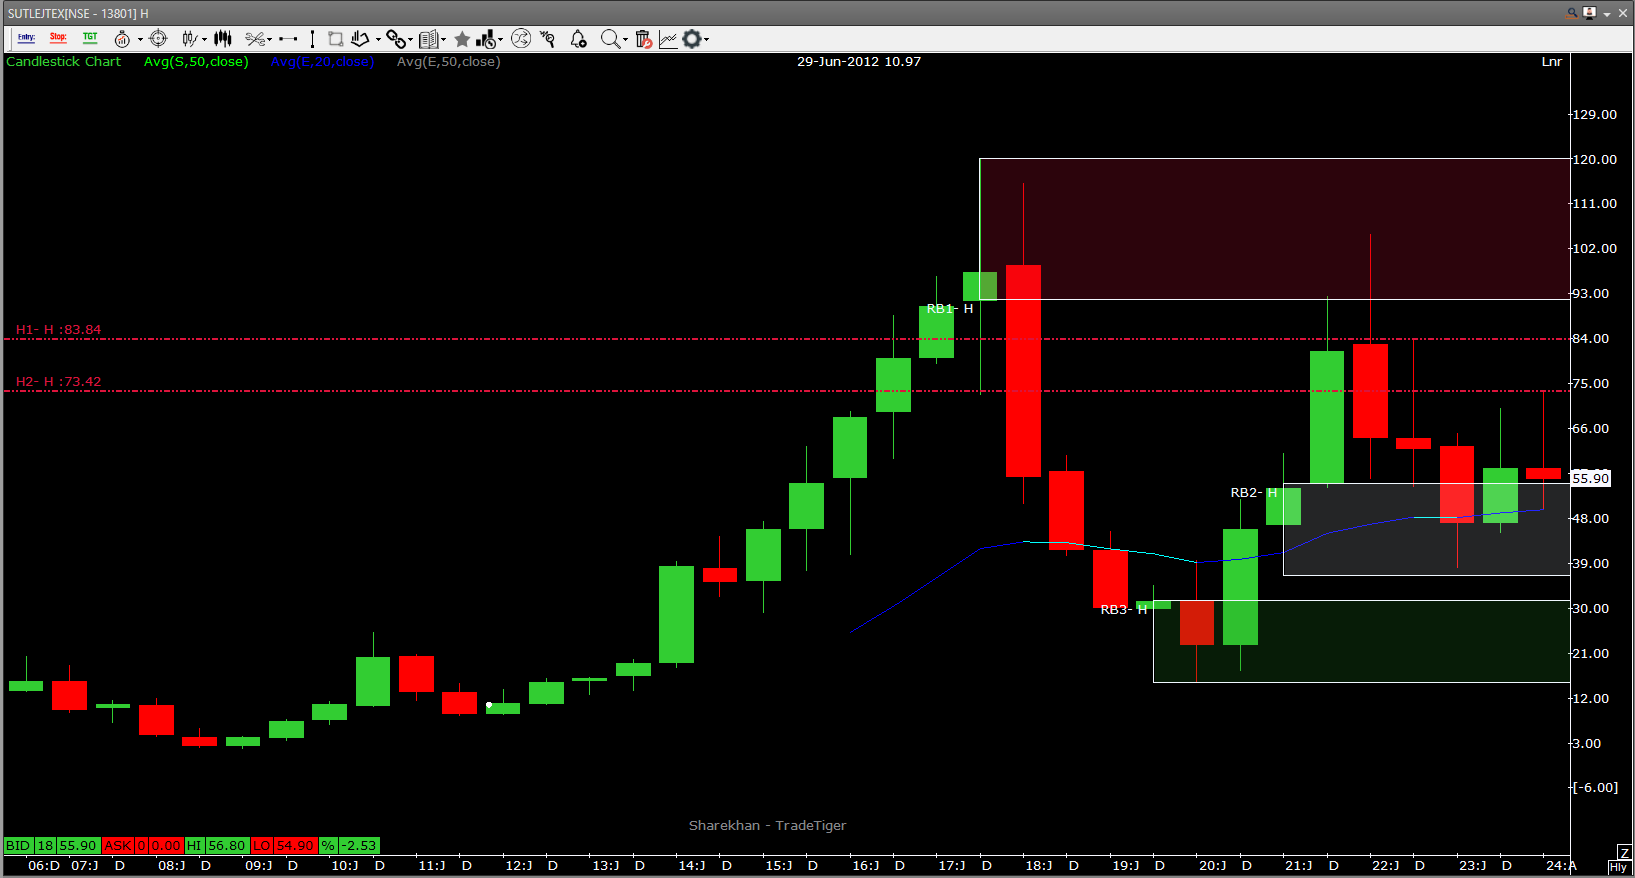 SUTLEJTEX[NSE - 13801] H
Entry: Stop: TGT
Candlestick Chart Avg(S,50,close) Avg(E,20,close) Avg(E,50,close) 29-Jun-2012 10.97 Lnr
129.00
120.00
111.00
102.00
93.00
RB1- H
H1- H :83.84
84.00
H2- H :73.42
75.00
66.00
55.90
RB2- H
48.00
39.00
RB3- H
30.00
21.00
12.00
3.00
[-6.00]
Sharekhan - TradeTiger
BID 18 55.90 ASK 0 0.00 HI 56.80 LO 54.90 % -2.53
Z
06:D 07:J D 08:J D 09:J D 10:J D 11:J D 12:J D 13:J D 14:J D 15:J D 16:J D 17:J D 18:J D 19:J D 20:J D 21:J D 22:J D 23:J D 24:A
Hly